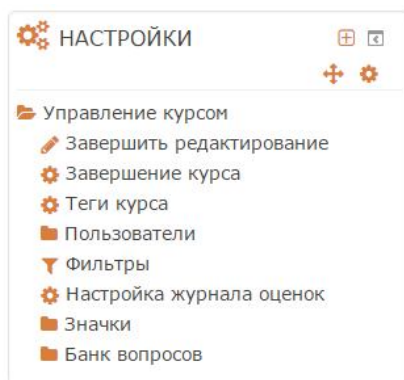 НАСТРОЙКИ
Управление курсом
Завершить редактирование
Завершение курса
Теги курса
Пользователи
Фильтры
Настройка журнала оценок
Значки
Банк вопросов